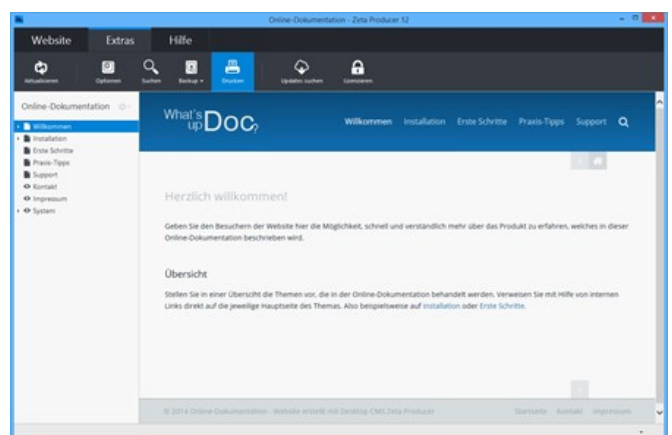 Online-Dokumentation - Zeta Producer 12
Website Extras Hilfe
Aktualisieren Optionen Suchen Backup Drucken Updates suchen Lizenzieren
Online-Dokumentation
Willkommen
Installation
Erste Schritte
Praxis-Tipps
Support
Kontakt
Impressum
System
What's up Doc?
Willkommen Installation Erste Schritte Praxis-Tipps Support
Herzlich willkommen!
Geben Sie den Besuchern der Website hier die Möglichkeit, schnell und verständlich mehr über das Produkt zu erfahren, welches in dieser
Online-Dokumentation beschrieben wird.
Übersicht
Stellen Sie in einer Übersicht die Themen vor, die in der Online-Dokumentation behandelt werden. Verweisen Sie mit Hilfe von internen
Links direkt auf die jeweilige Hauptseite des Themas. Also beispielsweise auf Installation oder Erste Schritte.
© 2014 Online-Dokumentation - Website erstellt mit Desktop CMS Zeta Producer
Startseite Kontakt Impressum